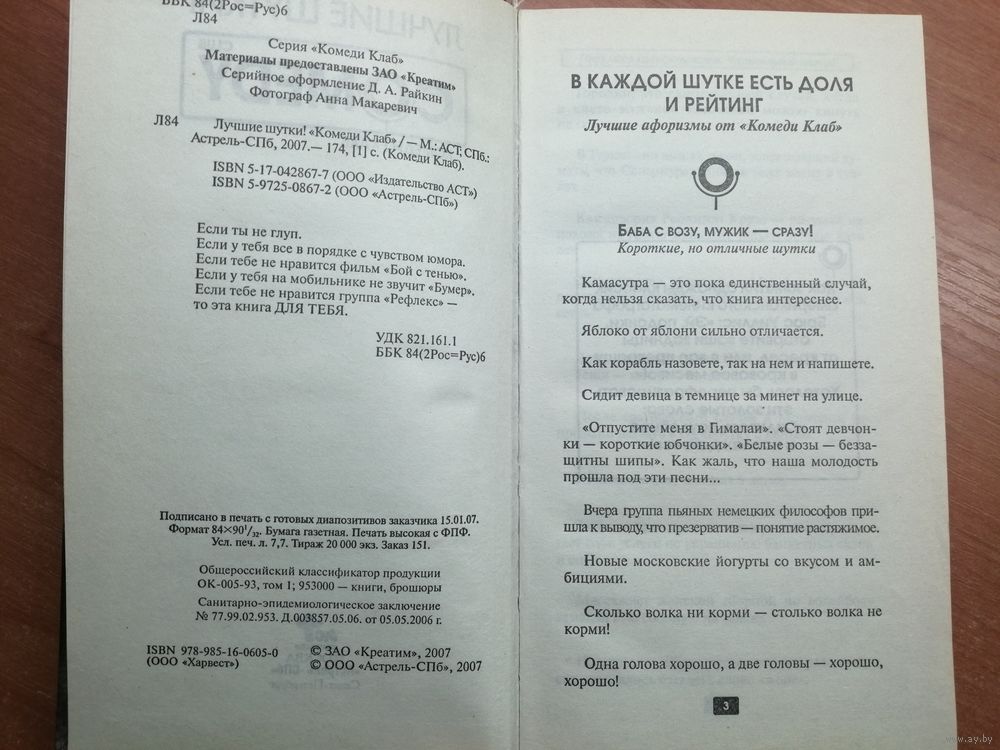 ББК 84(2Рос=Рус)6
Л84
Серия «Комеди Клаб»
Материалы предоставлены ЗАО «Креатим»
Серийное оформление Д. А. Райкин
Фотограф Анна Макаревич
Л84 Лучшие шутки! «Комеди Клаб» / — М.: АСТ; СПб.:
Астрель-СПб, 2007.— 174, [1] с. (Комеди Клаб).
ISBN 5-17-042867-7 (ООО «Издательство АСТ»)
ISBN 5-9725-0867-2 (ООО «Астрель-СПб»)
Если ты не глуп.
Если у тебя все в порядке с чувством юмора.
Если тебе не нравится фильм «Бой с тенью».
Если у тебя на мобильнике не звучит «Бумер».
Если тебе не нравится группа «Рефлекс» —
то эта книга ДЛЯ ТЕБЯ.
УДК 821.161.1
ББК 84(2Рос=Рус)6
Подписано в печать с готовых диапозитивов заказчика 15.01.07.
Формат 84×90¹/₃₂. Бумага газетная. Печать высокая с ФПФ.
Усл. печ. л. 7,7. Тираж 20 000 экз. Заказ 151.
Общероссийский классификатор продукции
ОК-005-93, том 1; 953000 — книги, брошюры
Санитарно-эпидемиологическое заключение
№ 77.99.02.953. Д.003857.05.06. от 05.05.2006 г.
ISBN 978-985-16-0605-0
(ООО «Харвест»)
© ЗАО «Креатим», 2007
© ООО «Астрель-СПб», 2007
В КАЖДОЙ ШУТКЕ ЕСТЬ ДОЛЯ
И РЕЙТИНГ
Лучшие афоризмы от «Комеди Клаб»
БАБА С ВОЗУ, МУЖИК — СРАЗУ!
Короткие, но отличные шутки
Камасутра — это пока единственный случай,
когда нельзя сказать, что книга интереснее.
Яблоко от яблони сильно отличается.
Как корабль назовете, так на нем и напишете.
Сидит девица в темнице за минет на улице.
«Отпустите меня в Гималаи». «Стоят девчон-
ки — короткие юбчонки». «Белые розы — безза-
щитны шипы». Как жаль, что наша молодость
прошла под эти песни...
Вчера группа пьяных немецких философов при-
шла к выводу, что презерватив — понятие растяжимое.
Новые московские йогурты со вкусом и ам-
бициями.
Сколько волка ни корми — столько волка не
корми!
Одна голова хорошо, а две головы — хорошо,
хорошо!
3
www.ay.by